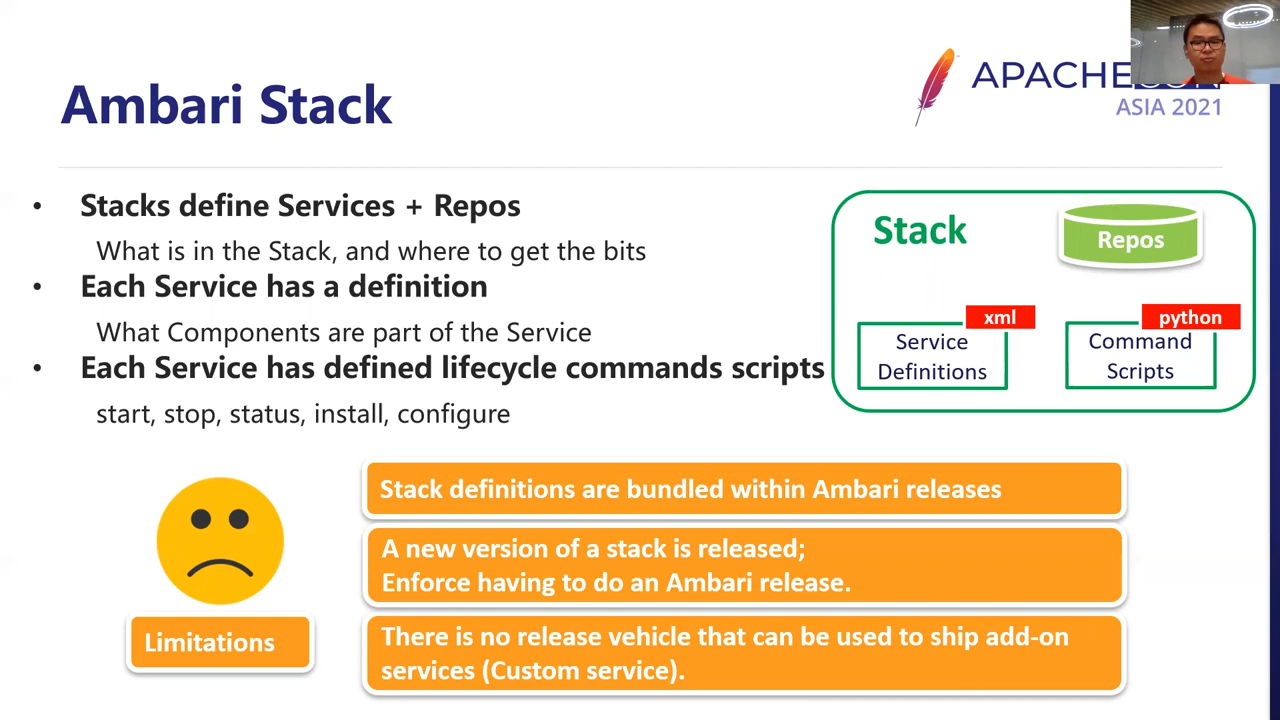 Ambari Stack
APACHECON
ASIA 2021
• Stacks define Services + Repos
What is in the Stack, and where to get the bits
• Each Service has a definition
What Components are part of the Service
• Each Service has defined lifecycle commands scripts
start, stop, status, install, configure
Stack
Repos
xml
Service
Definitions
python
Command
Scripts
Limitations
Stack definitions are bundled within Ambari releases
A new version of a stack is released;
Enforce having to do an Ambari release.
There is no release vehicle that can be used to ship add-on
services (Custom service).